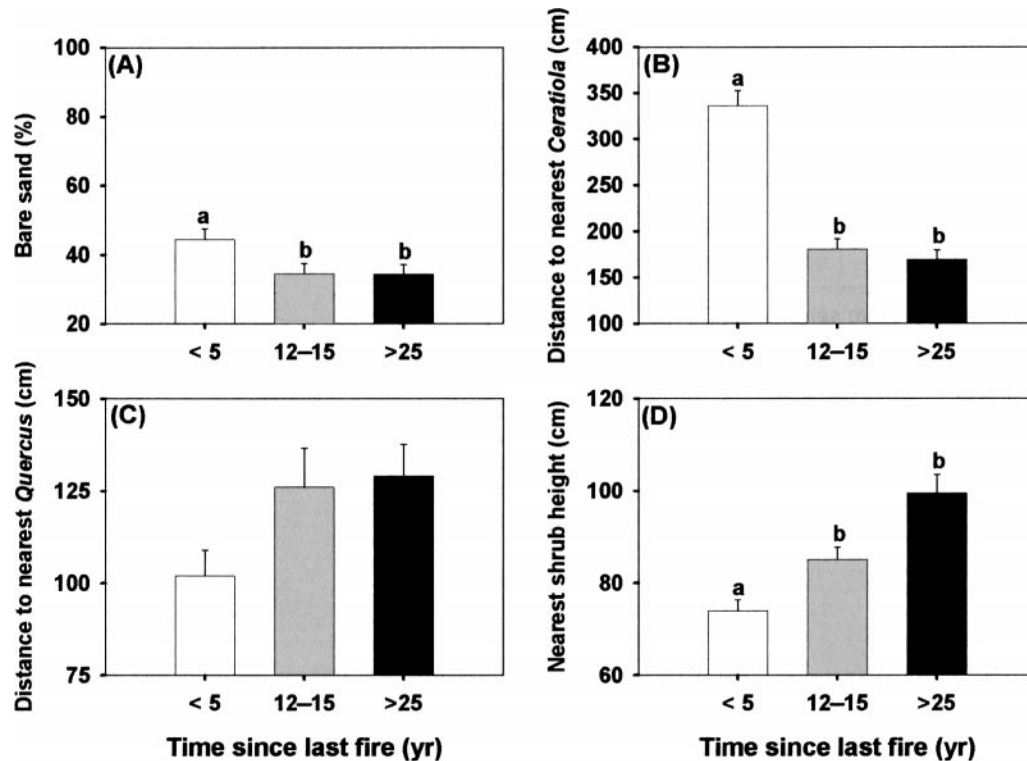 (A)
Bare sand (%)
100
80
60
40
20
a
b
b
< 5
12–15
>25
(B)
Distance to nearest Ceratiola (cm)
400
350
300
250
200
150
100
a
b
b
< 5
12–15
>25
(C)
Distance to nearest Quercus (cm)
150
125
100
75
< 5
12–15
>25
Time since last fire (yr)
(D)
Nearest shrub height (cm)
120
100
80
60
a
b
b
< 5
12–15
>25
Time since last fire (yr)